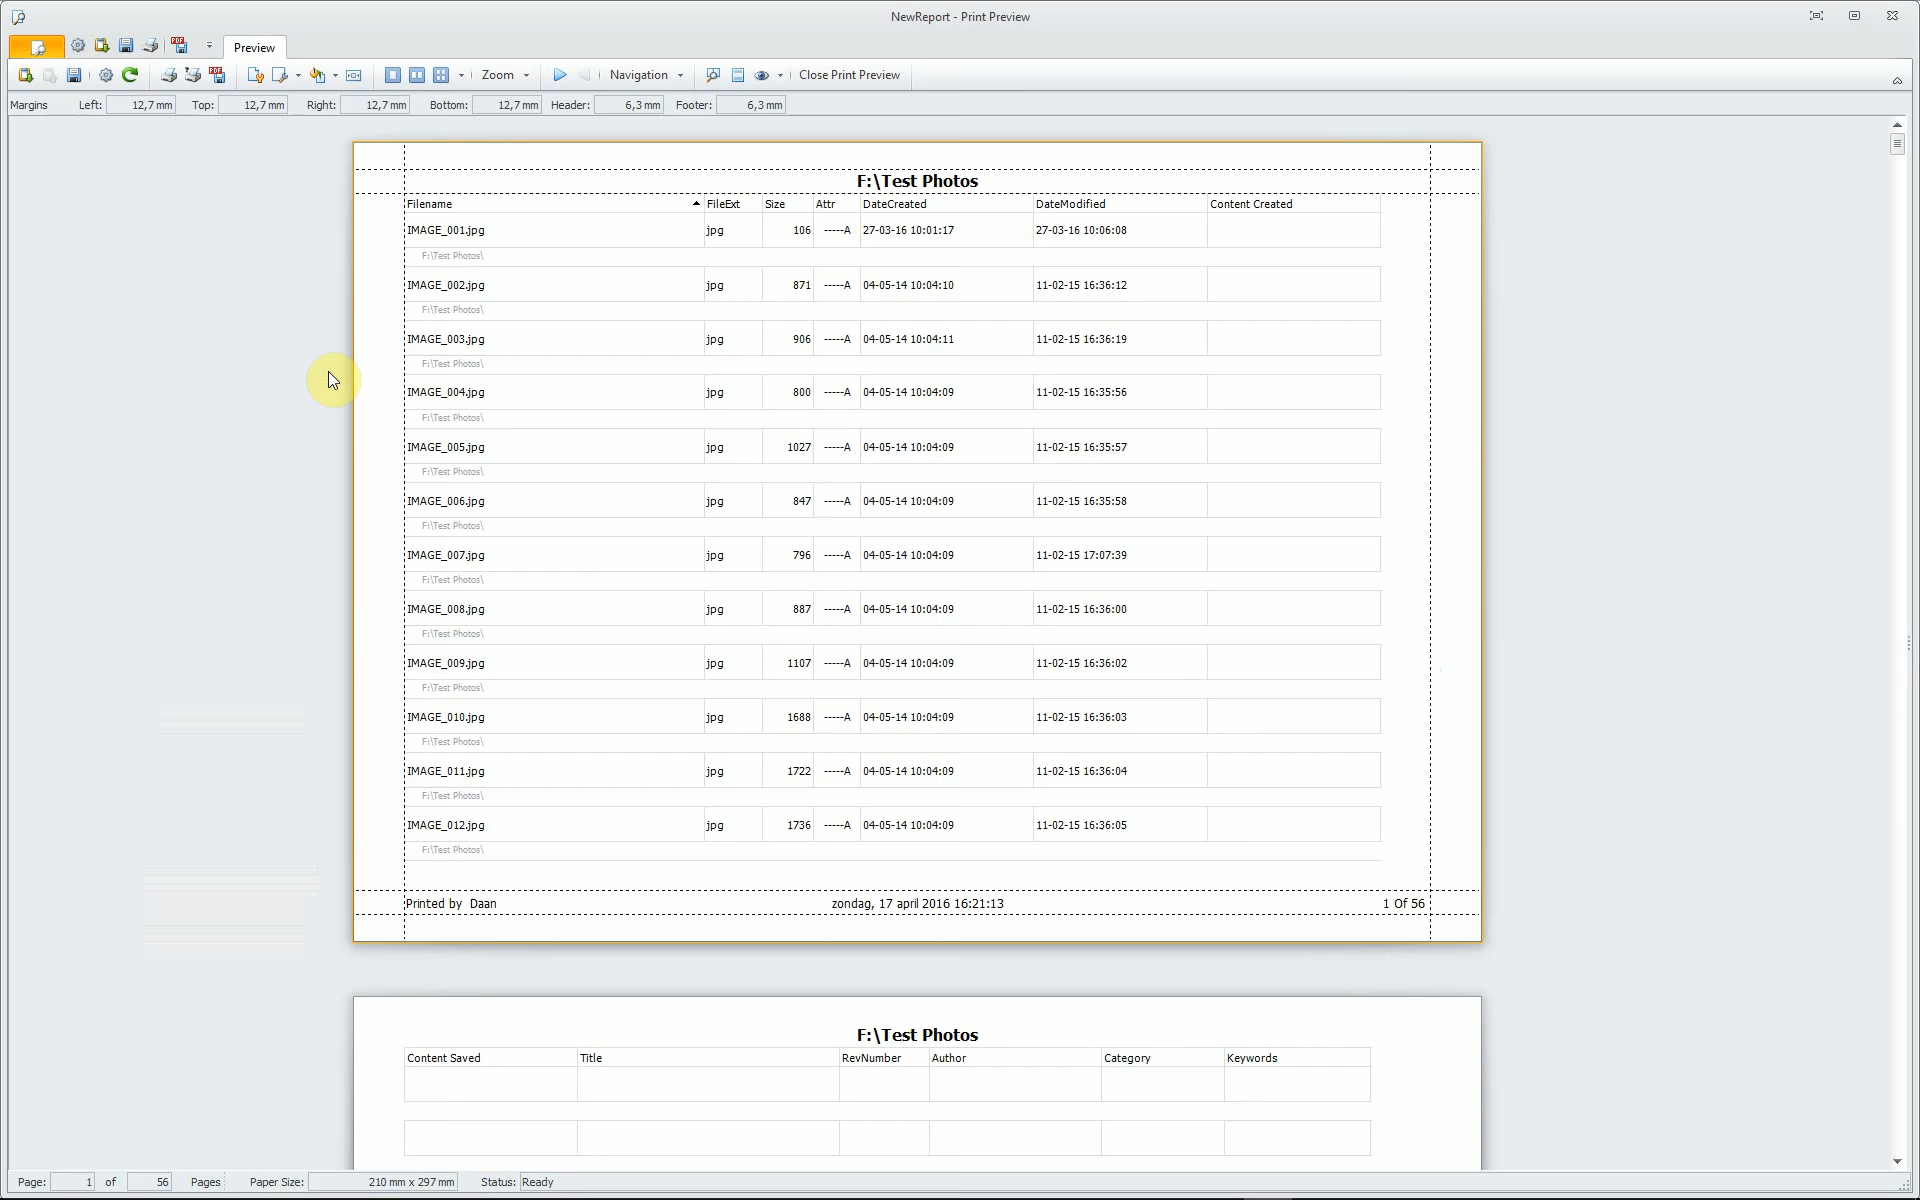 NewReport - Print Preview
Preview
Zoom
Navigation
Close Print Preview
Margins Left: 12,7 mm Top: 12,7 mm Right: 12,7 mm Bottom: 12,7 mm Header: 6,3 mm Footer: 6,3 mm
F:\Test Photos
Filename FileExt Size Attr DateCreated DateModified Content Created
IMAGE_001.jpg jpg 106 -----A 27-03-16 10:01:17 27-03-16 10:06:08
F:\Test Photos\
IMAGE_002.jpg jpg 871 -----A 04-05-14 10:04:10 11-02-15 16:36:12
F:\Test Photos\
IMAGE_003.jpg jpg 906 -----A 04-05-14 10:04:11 11-02-15 16:36:19
F:\Test Photos\
IMAGE_004.jpg jpg 800 -----A 04-05-14 10:04:09 11-02-15 16:35:56
F:\Test Photos\
IMAGE_005.jpg jpg 1027 -----A 04-05-14 10:04:09 11-02-15 16:35:57
F:\Test Photos\
IMAGE_006.jpg jpg 847 -----A 04-05-14 10:04:09 11-02-15 16:35:58
F:\Test Photos\
IMAGE_007.jpg jpg 796 -----A 04-05-14 10:04:09 11-02-15 17:07:39
F:\Test Photos\
IMAGE_008.jpg jpg 887 -----A 04-05-14 10:04:09 11-02-15 16:36:00
F:\Test Photos\
IMAGE_009.jpg jpg 1107 -----A 04-05-14 10:04:09 11-02-15 16:36:02
F:\Test Photos\
IMAGE_010.jpg jpg 1688 -----A 04-05-14 10:04:09 11-02-15 16:36:03
F:\Test Photos\
IMAGE_011.jpg jpg 1722 -----A 04-05-14 10:04:09 11-02-15 16:36:04
F:\Test Photos\
IMAGE_012.jpg jpg 1736 -----A 04-05-14 10:04:09 11-02-15 16:36:05
F:\Test Photos\
Printed by Daan zondag, 17 april 2016 16:21:13 1 Of 56
F:\Test Photos
Content Saved Title RevNumber Author Category Keywords
Page: 1 of 56 Pages Paper Size: 210 mm x 297 mm Status: Ready